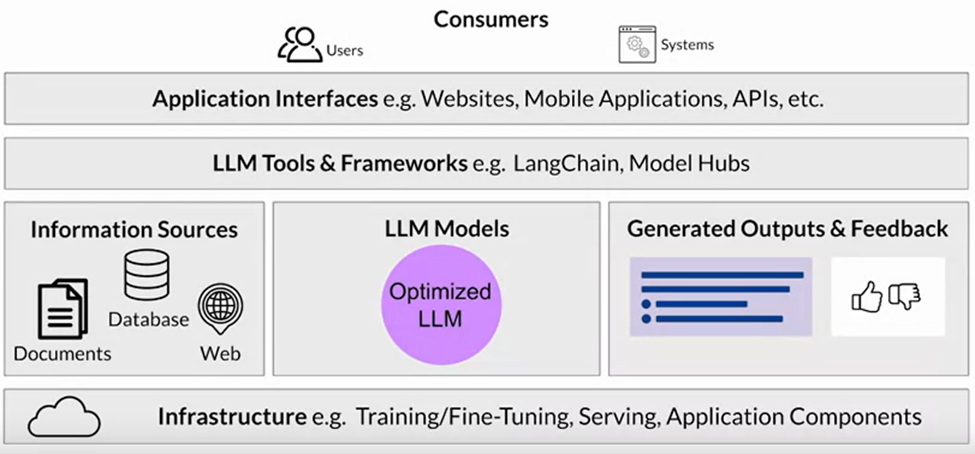 Consumers
Users
Systems
Application Interfaces e.g. Websites, Mobile Applications, APIs, etc.
LLM Tools & Frameworks e.g. LangChain, Model Hubs
Information Sources
Documents
Database
Web
LLM Models
Optimized
LLM
Generated Outputs & Feedback
Infrastructure e.g. Training/Fine-Tuning, Serving, Application Components